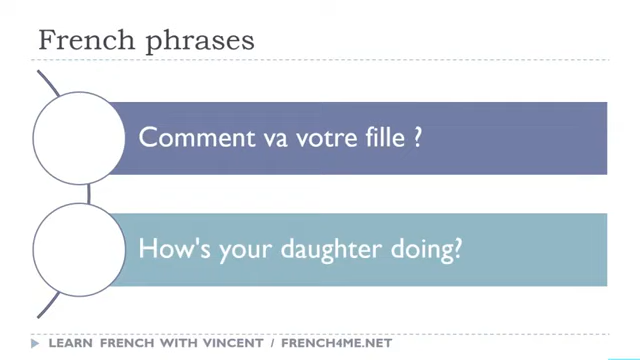 French phrases
Comment va votre fille ?
How's your daughter doing?
LEARN FRENCH WITH VINCENT / FRENCH4ME.NET